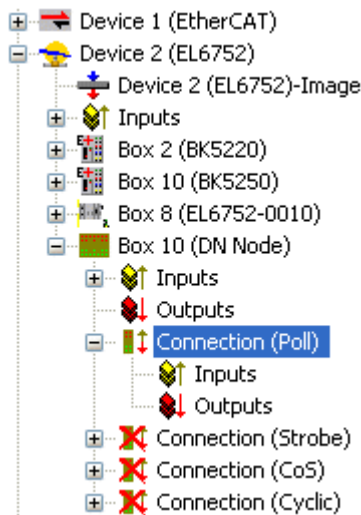 Device 1 (EtherCAT)
Device 2 (EL6752)
Device 2 (EL6752)-Image
Inputs
Box 2 (BK5220)
Box 10 (BK5250)
Box 8 (EL6752-0010)
Box 10 (DN Node)
Inputs
Outputs
Connection (Poll)
Inputs
Outputs
Connection (Strobe)
Connection (CoS)
Connection (Cyclic)